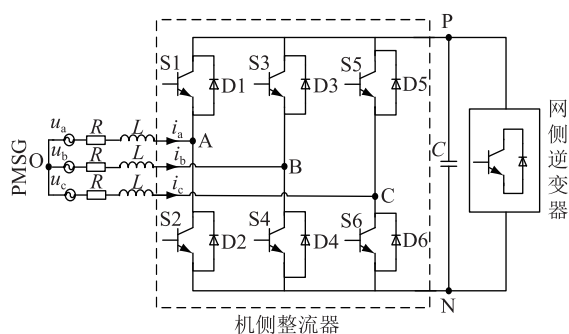 P
S1 S3 S5
D1 D3 D5
网侧逆变器
PMSG
O
u_a R L i_a A
u_b R L i_b B
u_c R L i_c C
C
S2 S4 S6
D2 D4 D6
N
机侧整流器